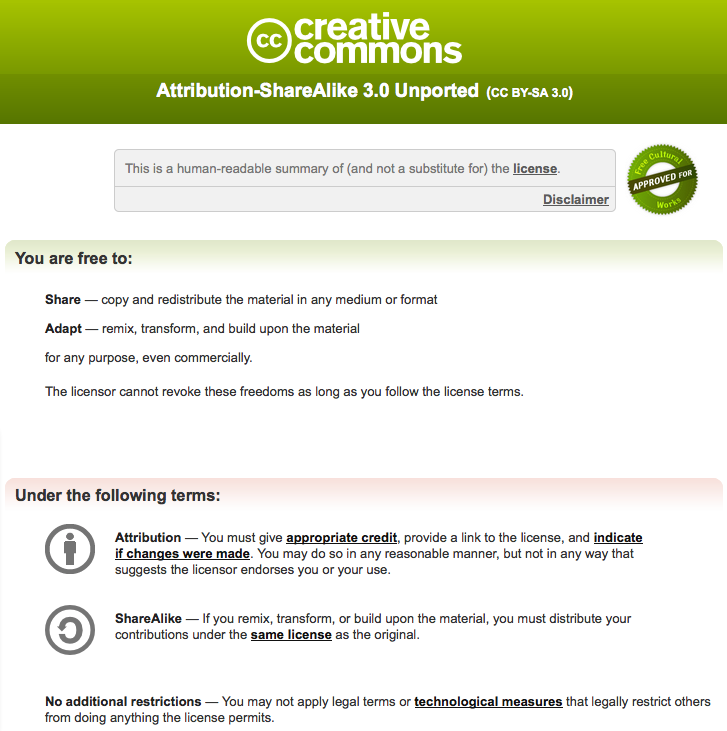 cc creative
commons
Attribution-ShareAlike 3.0 Unported (CC BY-SA 3.0)
This is a human-readable summary of (and not a substitute for) the license.
Disclaimer
Free Cultural
APPROVED FOR
Works
You are free to:
Share — copy and redistribute the material in any medium or format
Adapt — remix, transform, and build upon the material
for any purpose, even commercially.
The licensor cannot revoke these freedoms as long as you follow the license terms.
Under the following terms:
Attribution — You must give appropriate credit, provide a link to the license, and indicate
if changes were made. You may do so in any reasonable manner, but not in any way that
suggests the licensor endorses you or your use.
ShareAlike — If you remix, transform, or build upon the material, you must distribute your
contributions under the same license as the original.
No additional restrictions — You may not apply legal terms or technological measures that legally restrict others
from doing anything the license permits.